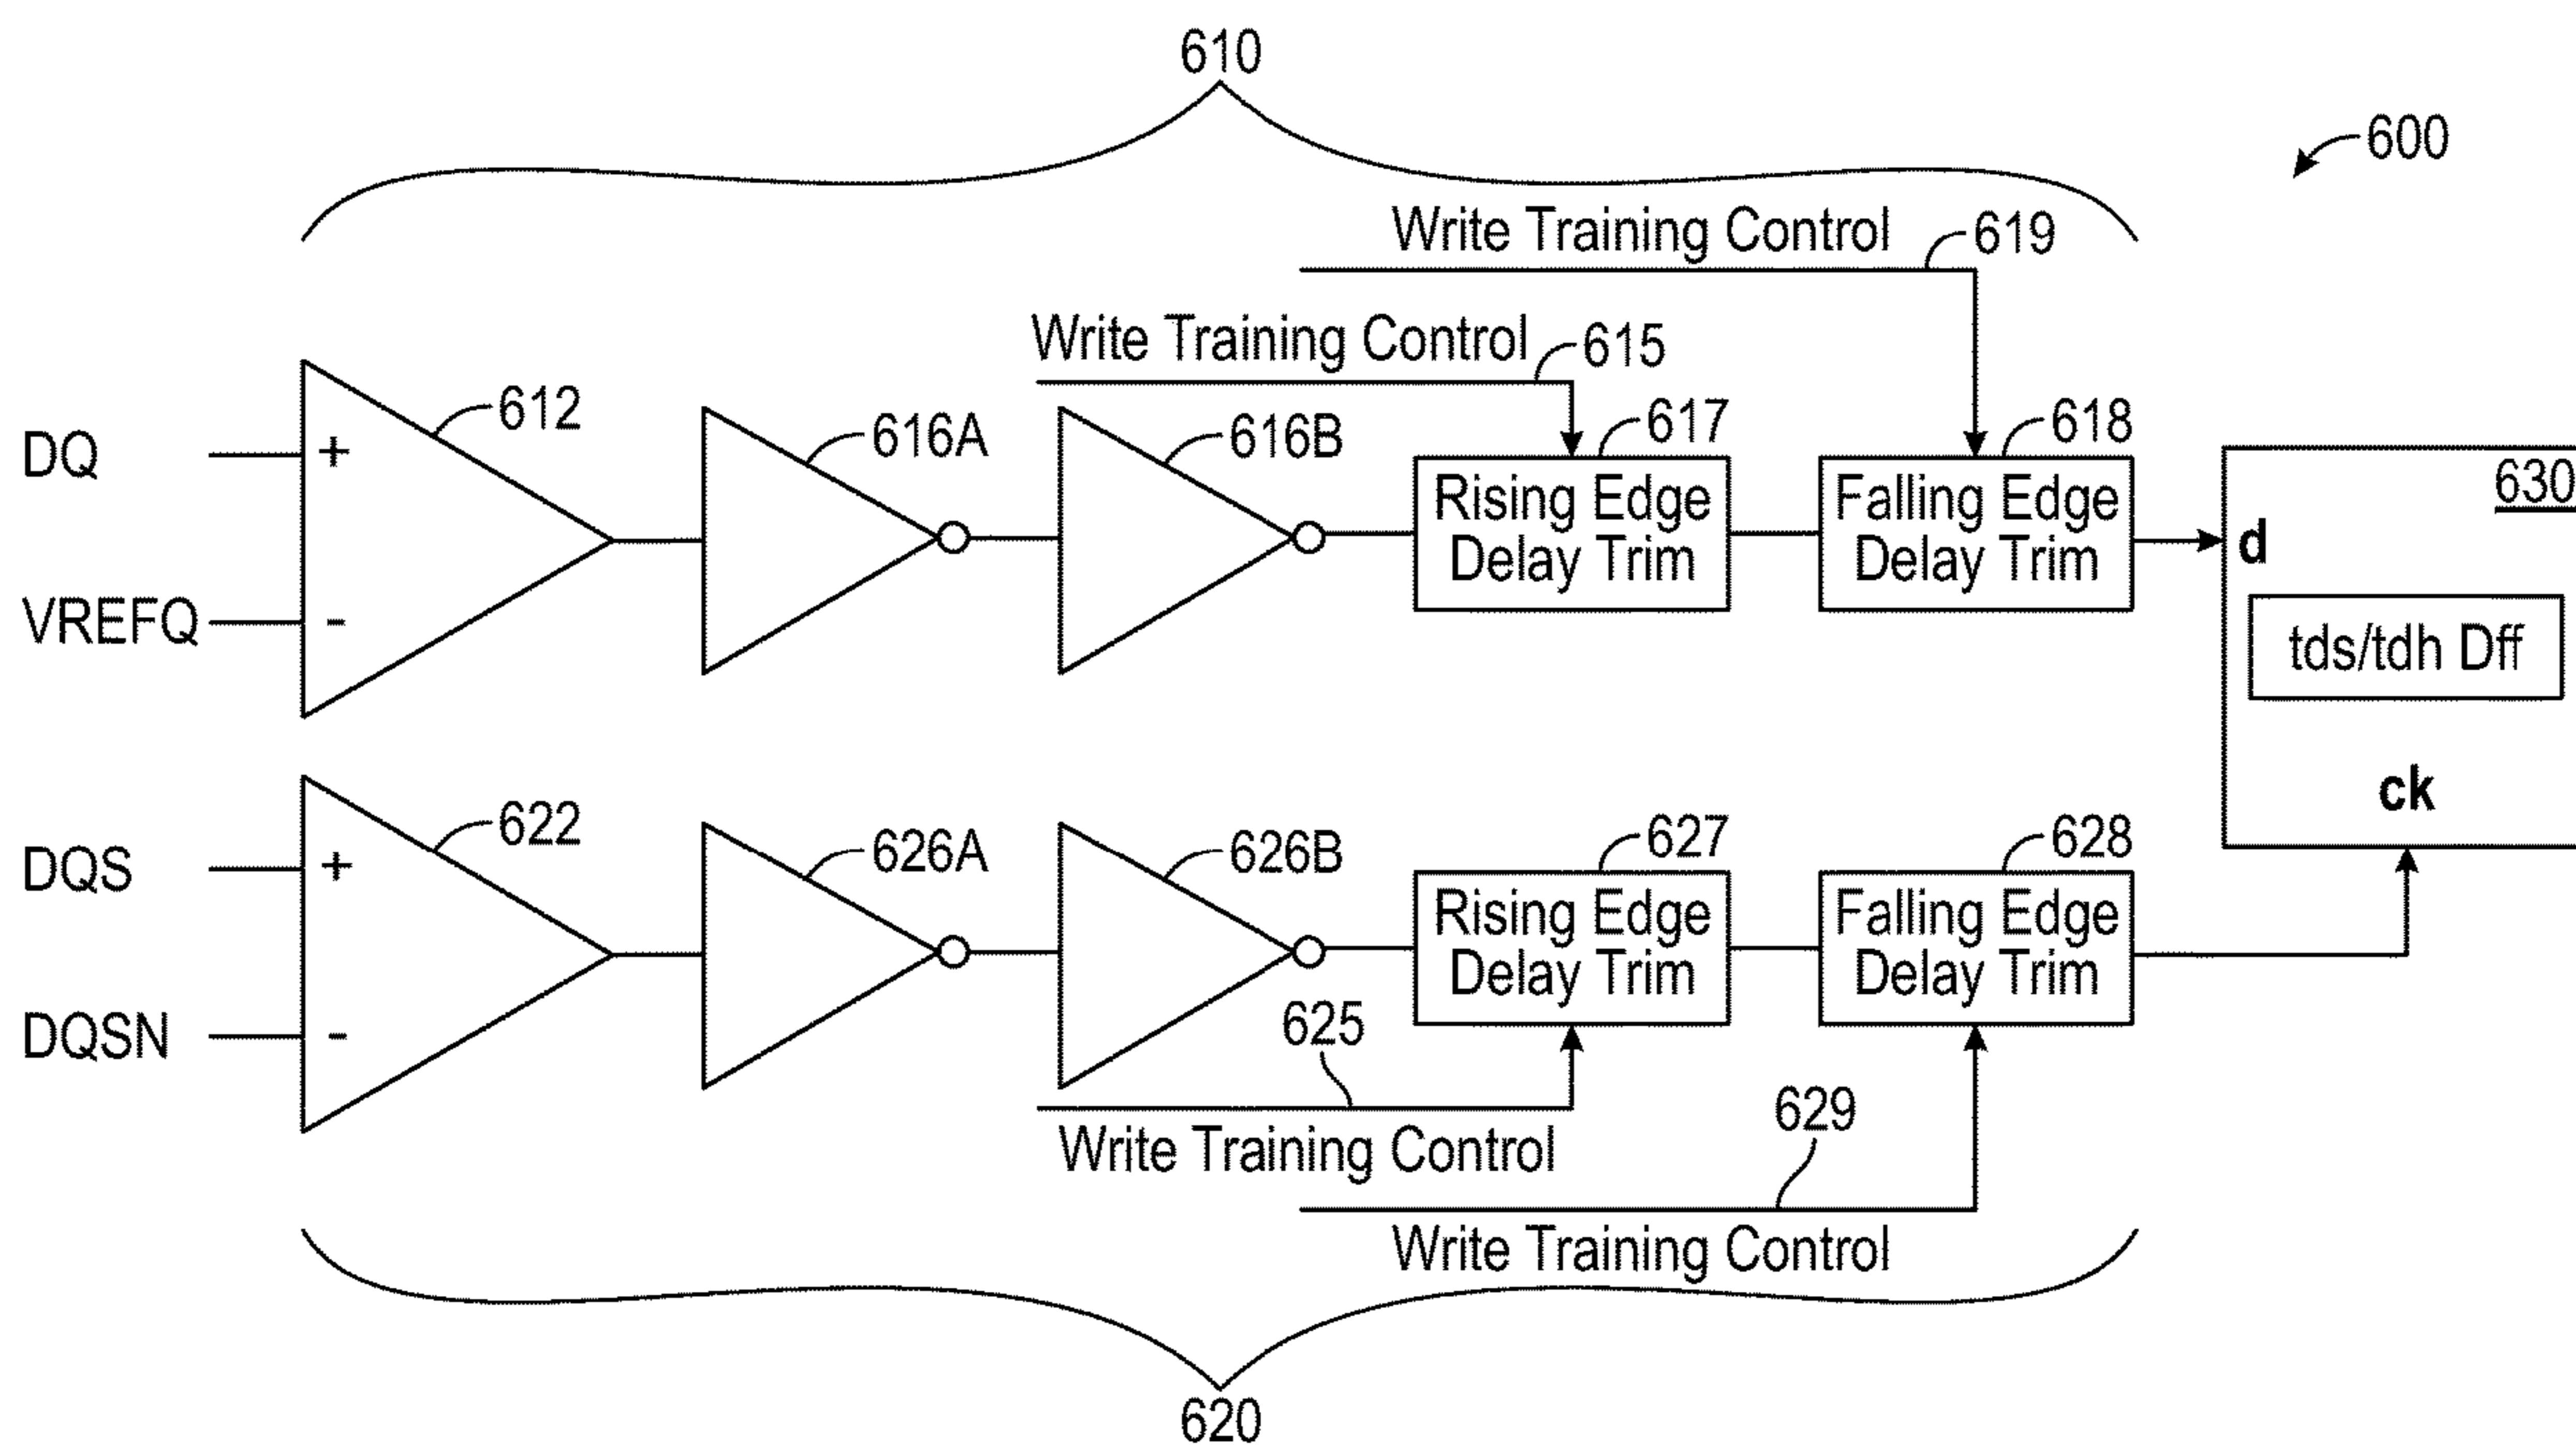 610
600
Write Training Control
619
Write Training Control
615
612
616A
616B
617
618
DQ
+
VREFQ
-
Rising Edge
Delay Trim
Falling Edge
Delay Trim
630
d
tds/tdh Dff
ck
622
626A
626B
627
628
DQS
+
DQSN
-
Rising Edge
Delay Trim
Falling Edge
Delay Trim
625
Write Training Control
629
Write Training Control
620